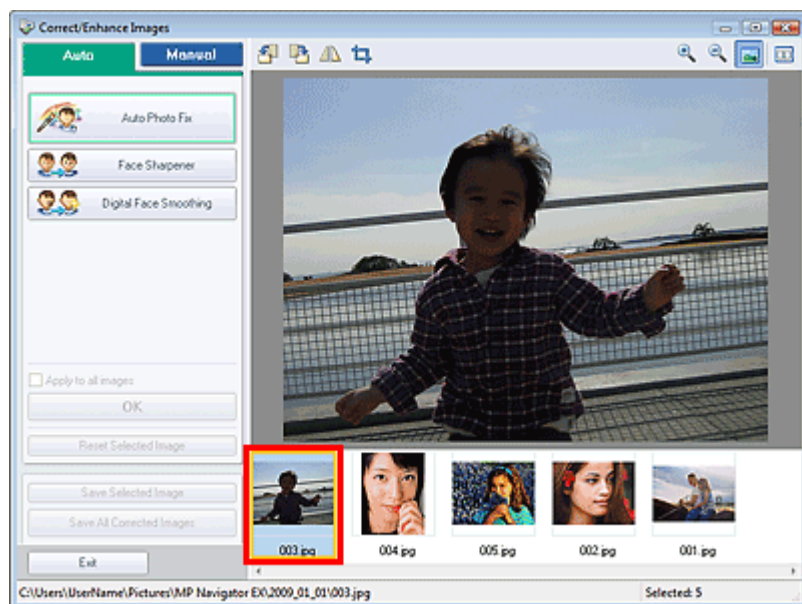 Correct/Enhance Images
Auto Manual
Auto Photo Fix
Face Sharpener
Digital Face Smoothing
Apply to all images
OK
Reset Selected Image
Save Selected Image
Save All Corrected Images
Exit
003.jpg 004.jpg 005.jpg 002.jpg 001.jpg
C:\Users\UserName\Pictures\MP Navigator EX\2009_01_01\003.jpg Selected: 5